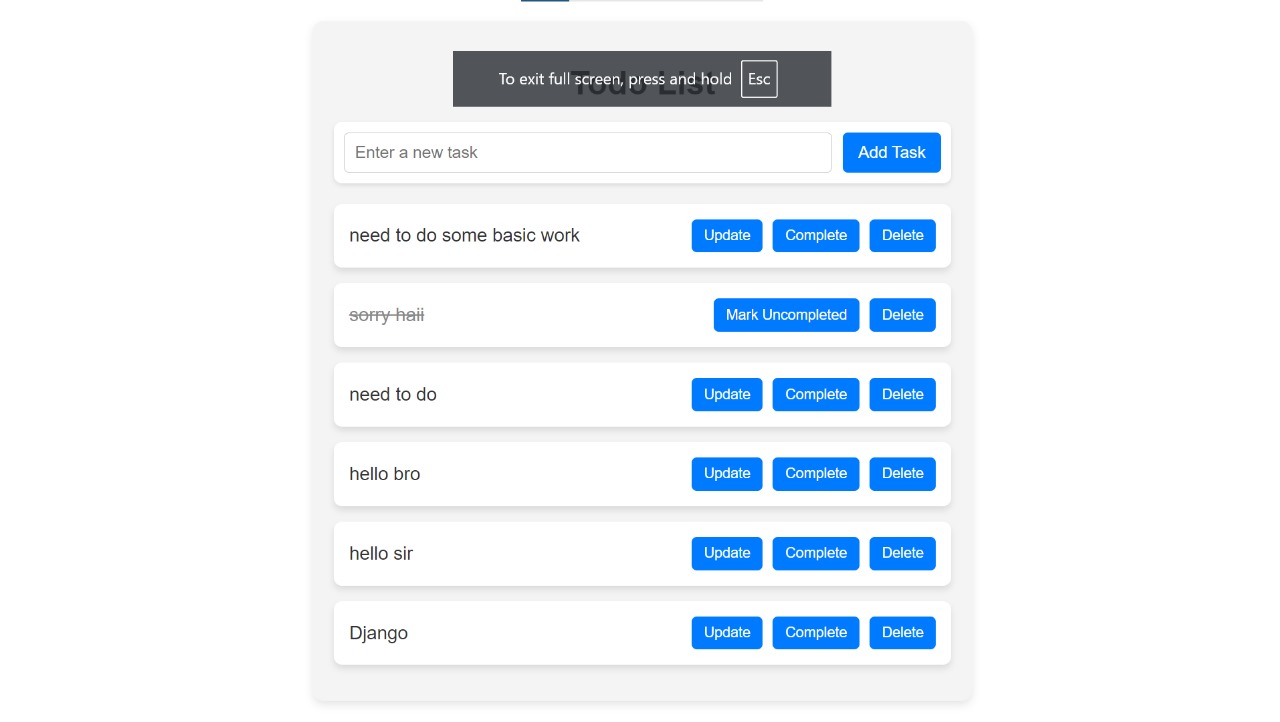 To exit full screen, press and hold Esc
Todo List
Enter a new task Add Task
need to do some basic work Update Complete Delete
sorry haii Mark Uncompleted Delete
need to do Update Complete Delete
hello bro Update Complete Delete
hello sir Update Complete Delete
Django Update Complete Delete